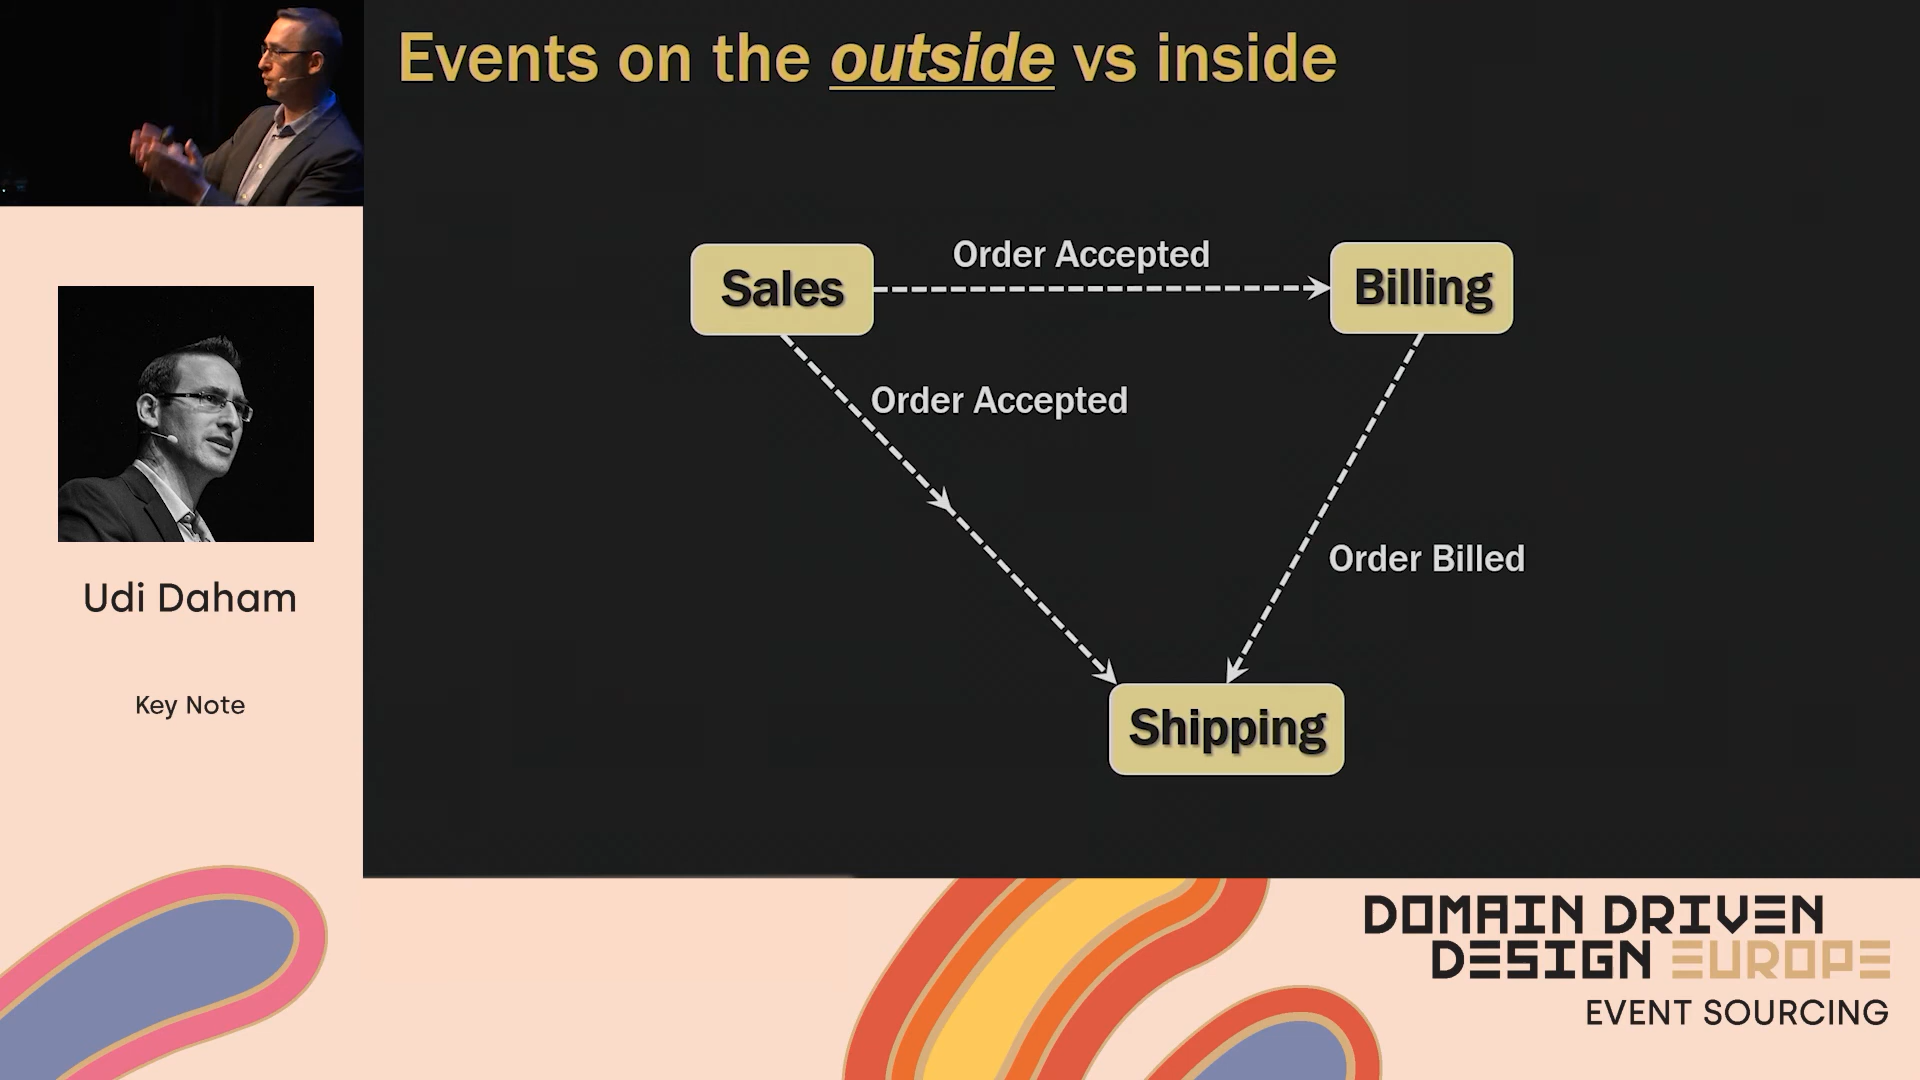 Events on the outside vs inside
Sales
Order Accepted
Billing
Order Accepted
Order Billed
Shipping
Udi Daham
Key Note
DOMAIN DRIVEN
DESIGN EUROPE
EVENT SOURCING